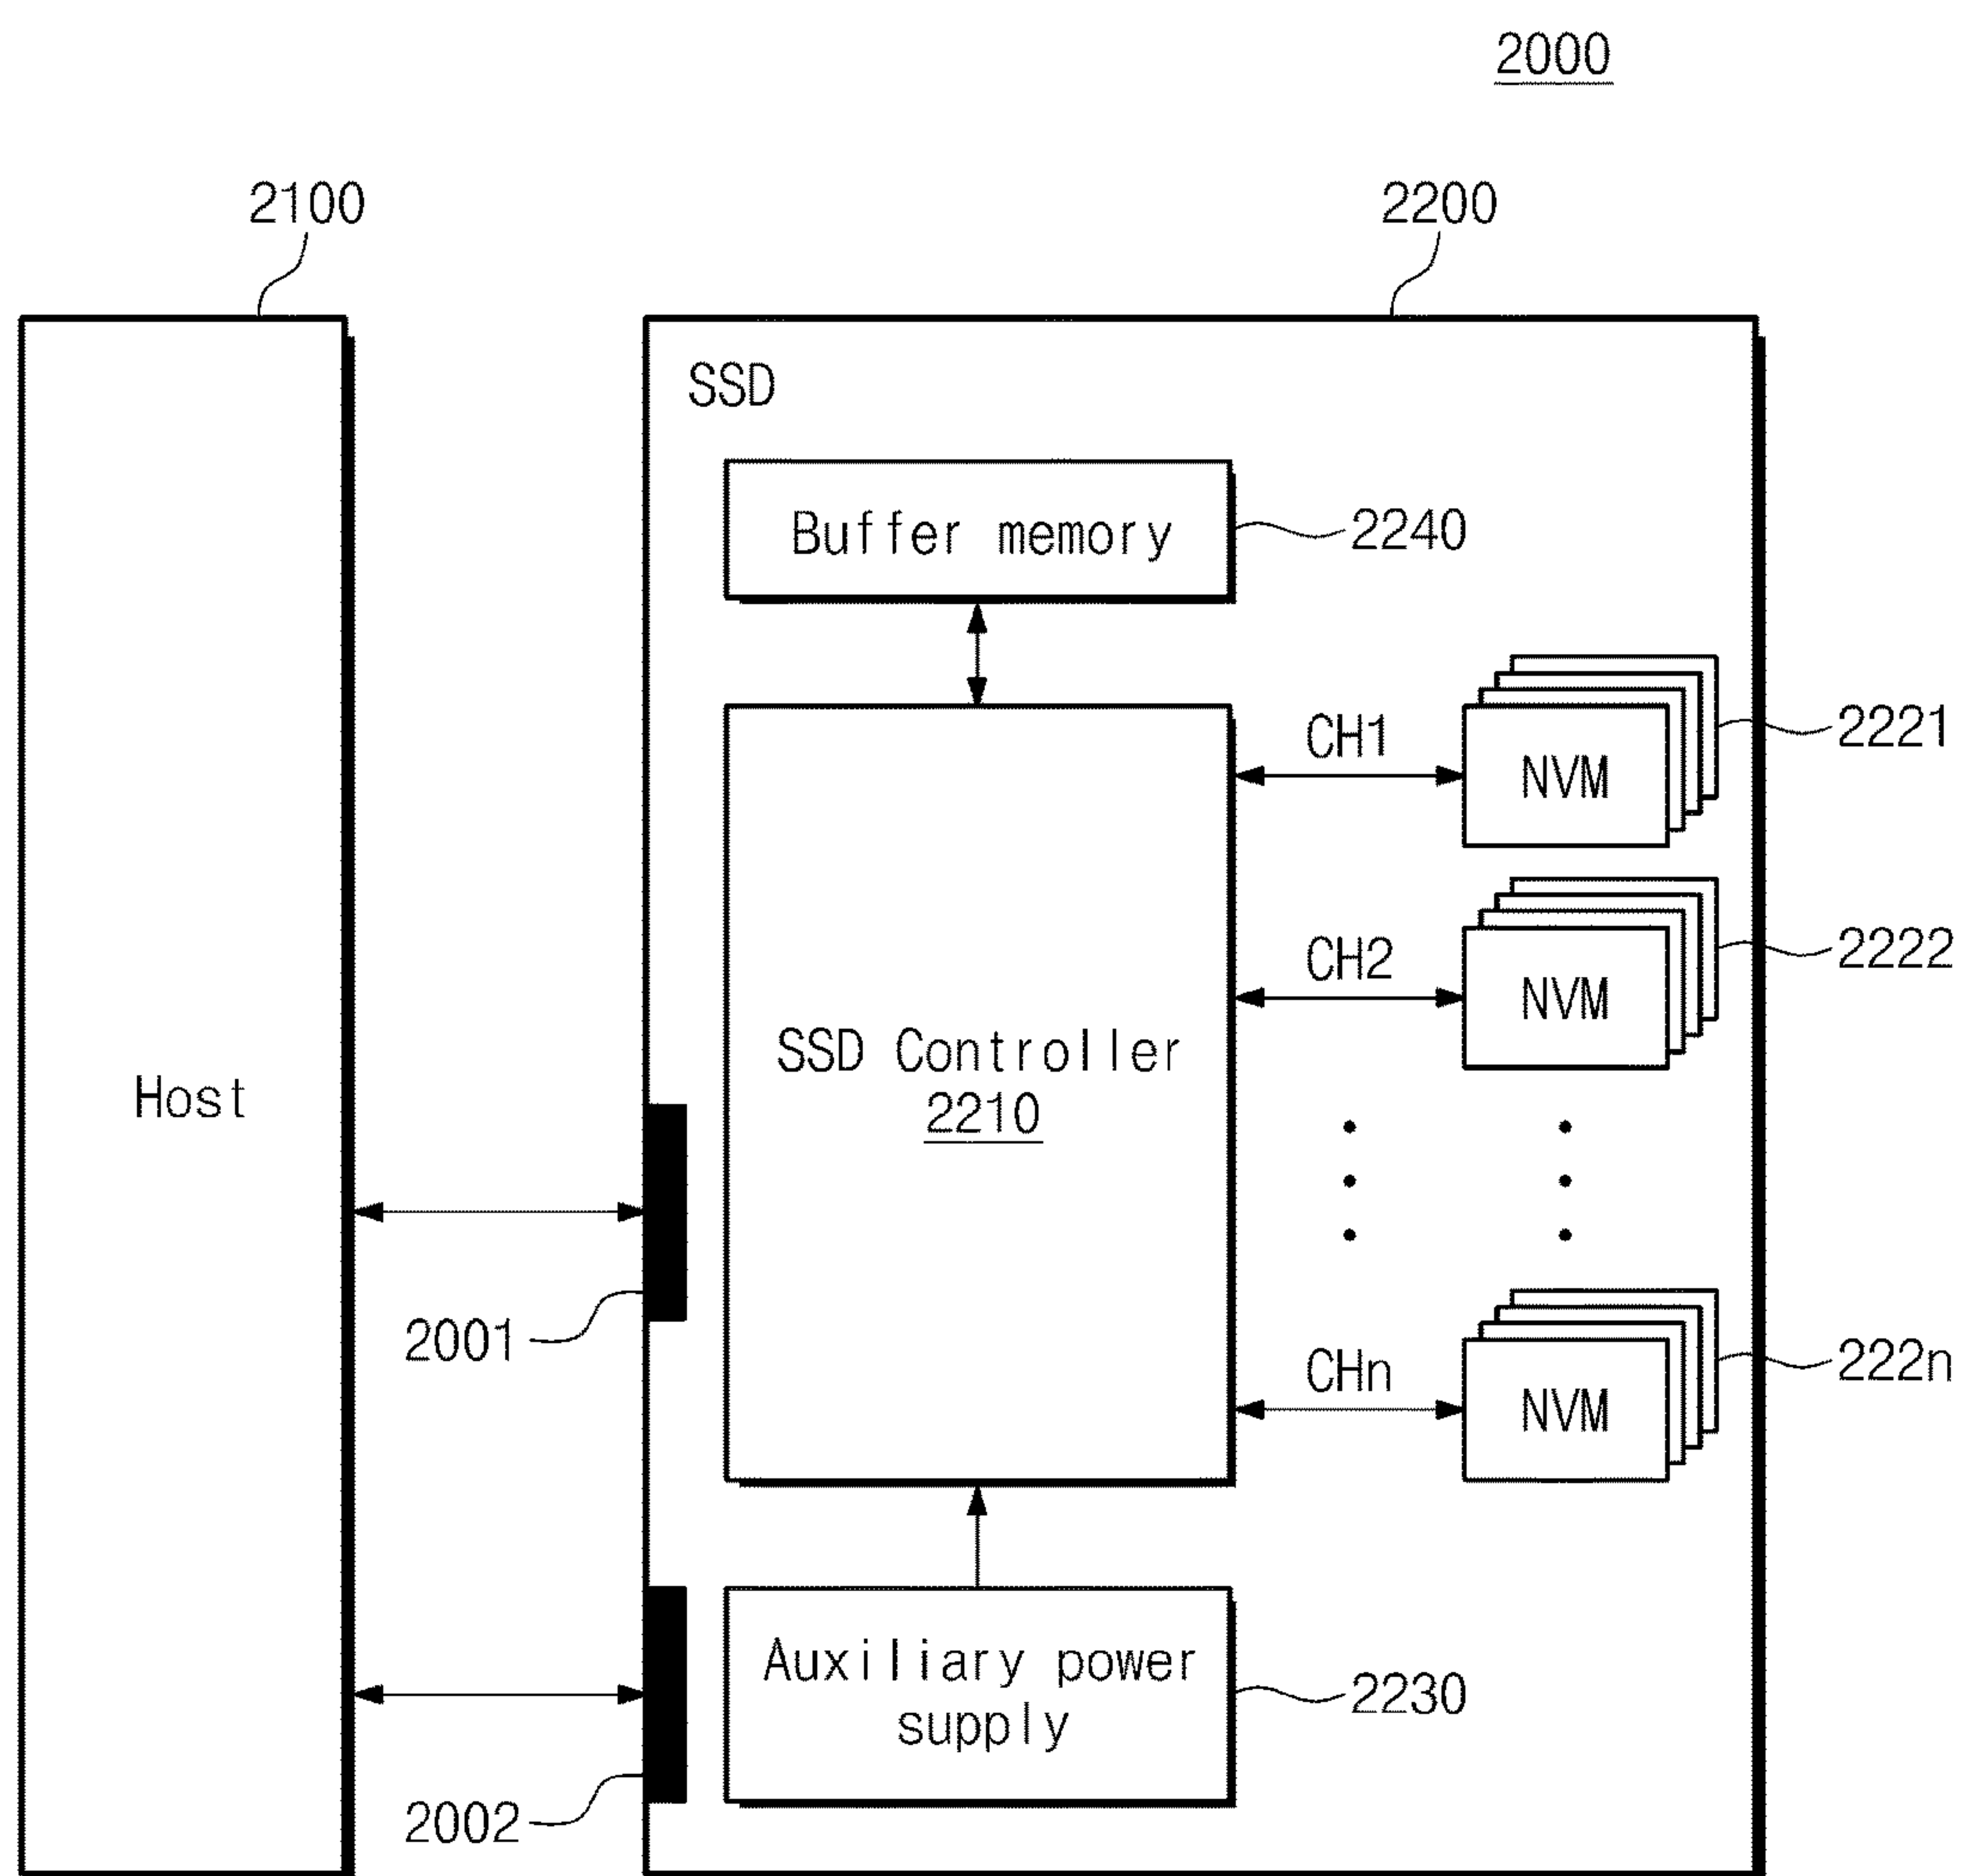 2000
2100
2200
SSD
Buffer memory
2240
CH1
NVM
2221
CH2
NVM
2222
SSD Controller
2210
Host
2001
CHn
NVM
222n
Auxiliary power
supply
2230
2002